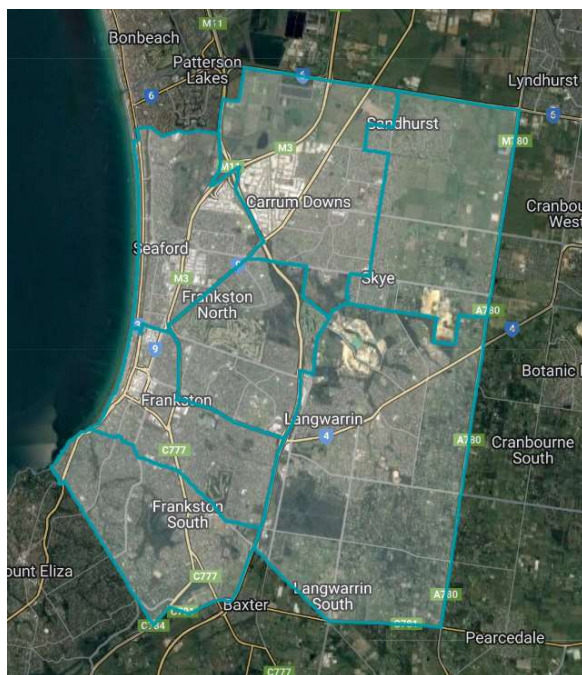 M11
Bonbeach
Patterson
Lakes
6
Lyndhurst
Sandhurst
M780
M3
M11
Carrum Downs
Cranbou
West
Seaford
Skye
M3
Frankston
North
A780
4
9
Botanic
Frankston
Langwarrin
4
A780
Cranbourne
South
C777
Frankston
South
ount Eliza
C777
Langwarrin
South
A780
Baxter
C781
C784
Pearcedale
C777